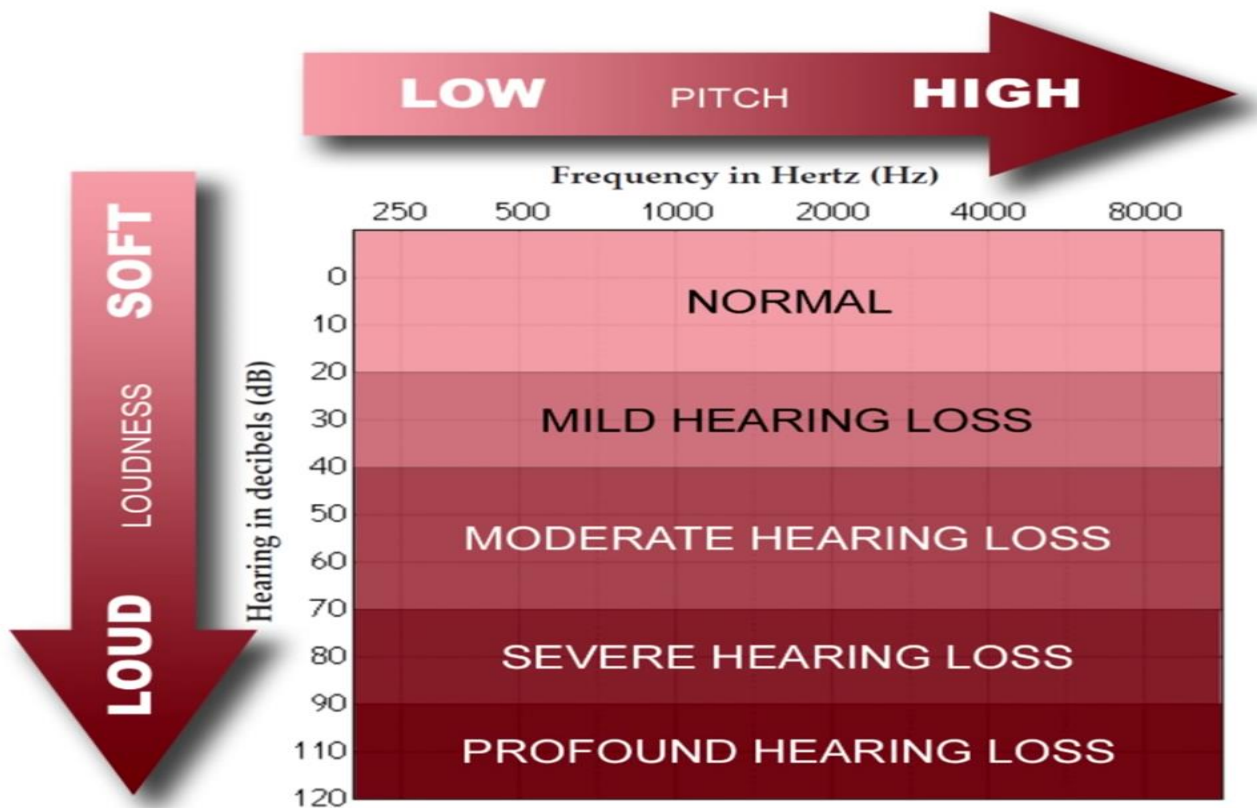 LOW PITCH HIGH
Frequency in Hertz (Hz)
250 500 1000 2000 4000 8000
SOFT LOUDNESS LOUD
Hearing in decibels (dB)
0
NORMAL
10
20
30 MILD HEARING LOSS
40
50
MODERATE HEARING LOSS
60
70
80 SEVERE HEARING LOSS
90
110 PROFOUND HEARING LOSS
120